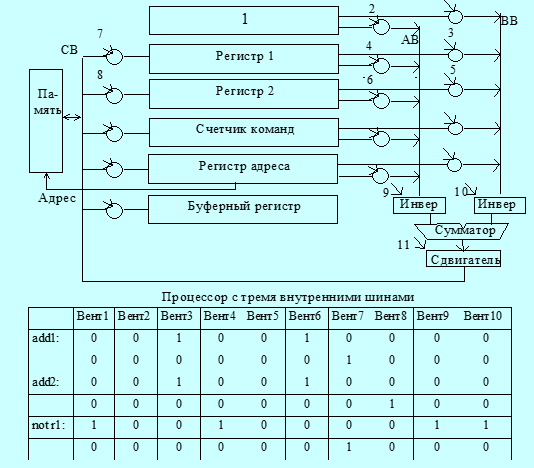 2 ВВ
1
7 АВ 3
СВ 4
Регистр 1
8 6 5
Па-
мять
Регистр 2
Счетчик команд
Регистр адреса
Адрес 9 10
Буферный регистр Инвер Инвер
Сумматор
11
Сдвигатель
Процессор с тремя внутренними шинами
Вент1 Вент2 Вент3 Вент4 Вент5 Вент6 Вент7 Вент8 Вент9 Вент10
add1: 0 0 1 0 0 1 0 0 0 0
0 0 0 0 0 0 1 0 0 0
add2: 0 0 1 0 0 1 0 0 0 0
0 0 0 0 0 0 0 1 0 0
notr1: 1 0 0 1 0 0 0 0 1 1
0 0 0 0 0 0 1 0 0 0